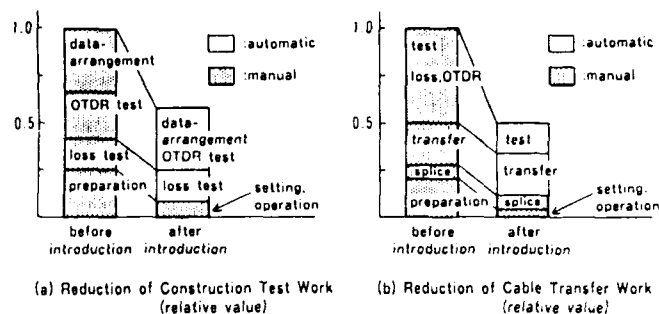 1.0
0.5
data-
arrangement
OTDR test
loss test
preparation
data-
arrangement
OTDR test
loss test
:automatic
:manual
setting,
operation
before
introduction
after
introduction
(a) Reduction of Construction Test Work
(relative value)
1.0
0.5
test
loss,OTDR
transfer
splice
preparation
test
transfer
splice
:automatic
:manual
setting,
operation
before
introduction
after
introduction
(b) Reduction of Cable Transfer Work
(relative value)